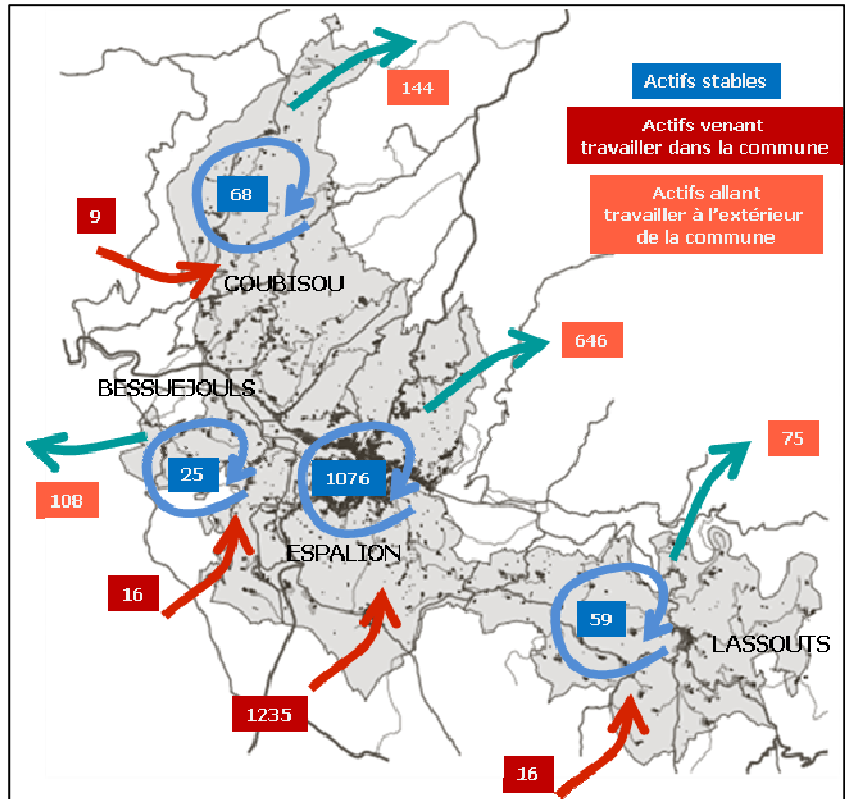 144
Actifs stables
Actifs venant
travailler dans la commune
Actifs allant
travailler à l'extérieur
de la commune
68
9
COUBISOU
646
BESSUEJOULS
75
25
1076
108
ESPALION
16
59
LASSOUTS
1235
16